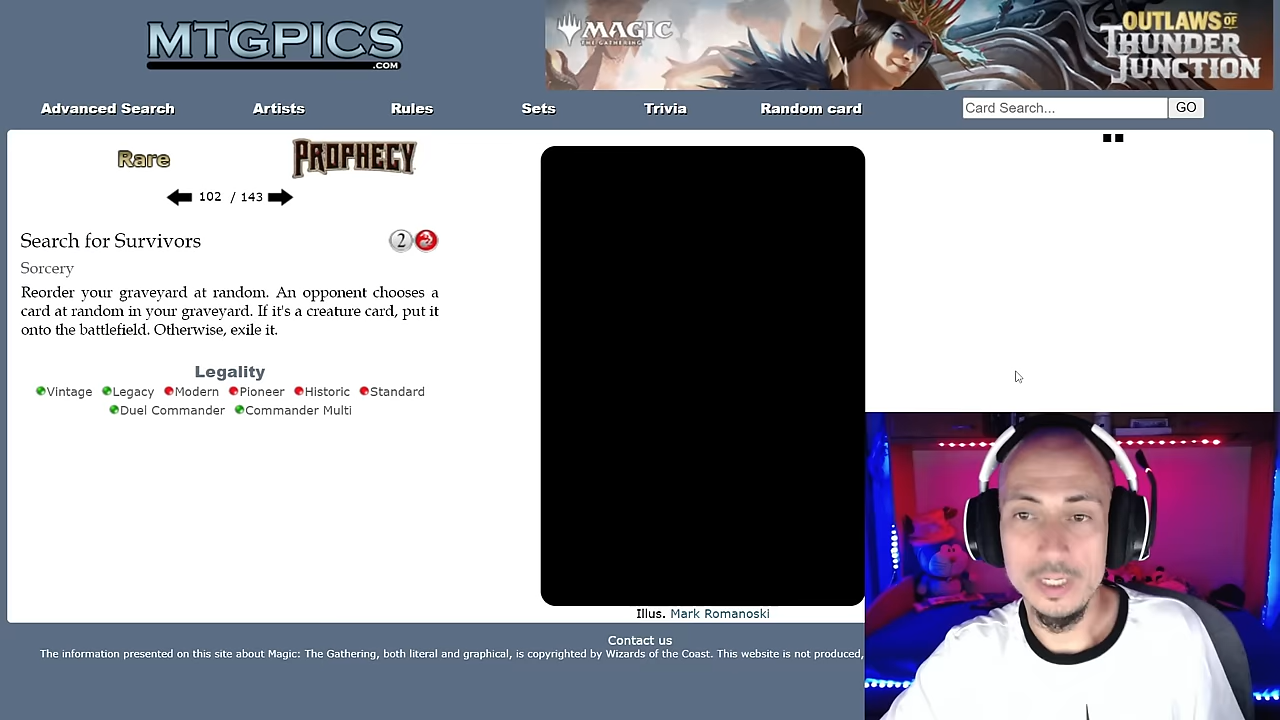 MTGPICS
.COM
MAGIC
THE GATHERING
OUTLAWS OF
THUNDER
JUNCTION
Advanced Search
Artists
Rules
Sets
Trivia
Random card
Card Search...
GO
Rare
PROPHECY
102 / 143
Search for Survivors
2
Sorcery
Reorder your graveyard at random. An opponent chooses a
card at random in your graveyard. If it's a creature card, put it
onto the battlefield. Otherwise, exile it.
Legality
Vintage Legacy Modern Pioneer Historic Standard
Duel Commander Commander Multi
Illus. Mark Romanoski
Contact us
The information presented on this site about Magic: The Gathering, both literal and graphical, is copyrighted by Wizards of the Coast. This website is not produced,